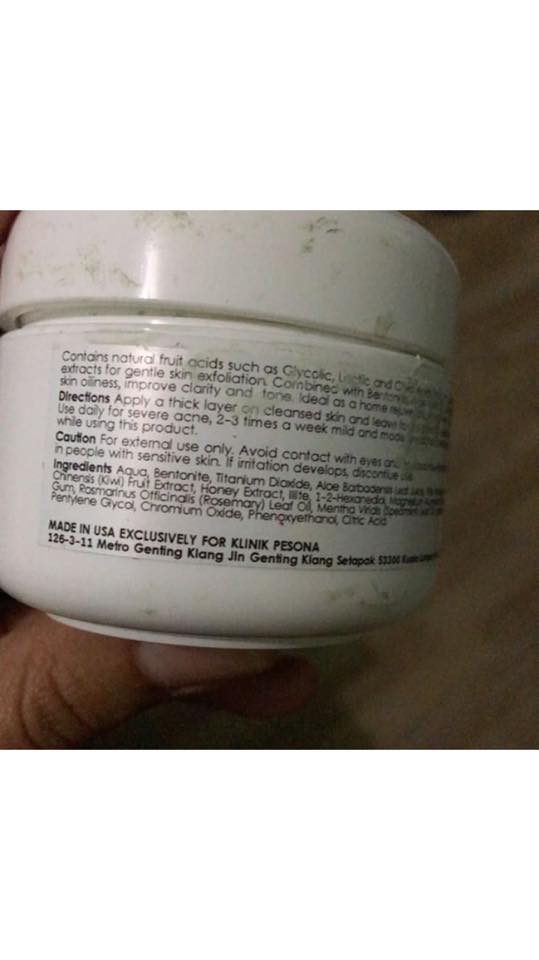 Contains natural fruit acids such as Glycolic, Lactic and
extracts for gentle skin exfoliation. Combined with
skin oiliness, improve clarity and tone. Ideal as a home
Directions Apply a thick layer on cleansed skin and leave
Use daily for severe acne, 2-3 times a week mild and
while using this product.
Caution For external use only. Avoid contact with eyes
in people with sensitive skin. If irritation develops, discontinue
Ingredients Aqua, Bentonite, Titanium Dioxide, Aloe Barbadensis Leaf
Chinensis (Kiwi) Fruit Extract, Honey Extract, Illite, 1-2-Hexanediol, Magnesium
Gum, Rosmarinus Officinalis (Rosemary) Leaf Oil, Mentha Viridis (Spearmint)
Pentylene Glycol, Chromium Oxide, Phenoxyethanol, Citric Acid
MADE IN USA EXCLUSIVELY FOR KLINIK PESONA
126-3-11 Metro Genting Klang Jln Genting Klang Setapak 53300